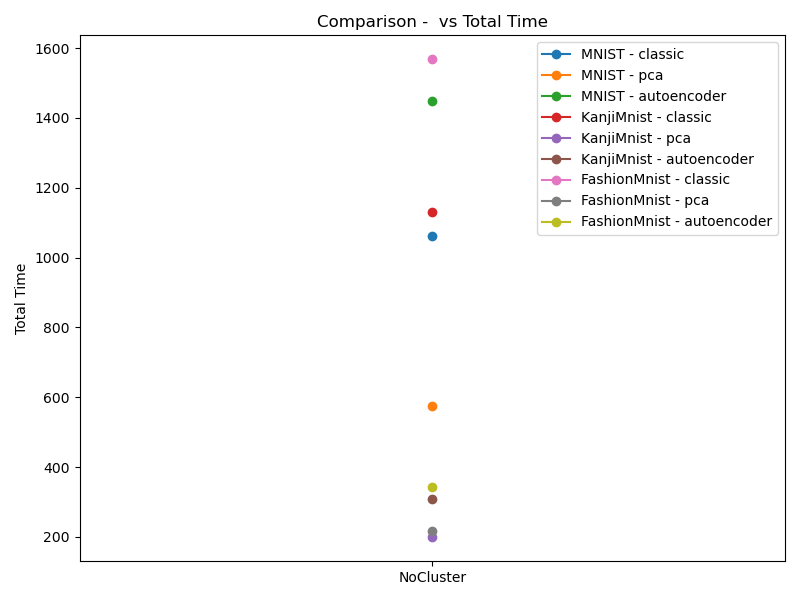 Comparison -  vs Total Time
1600
1400
1200
1000
800
600
400
200
Total Time
NoCluster
MNIST - classic
MNIST - pca
MNIST - autoencoder
KanjiMnist - classic
KanjiMnist - pca
KanjiMnist - autoencoder
FashionMnist - classic
FashionMnist - pca
FashionMnist - autoencoder